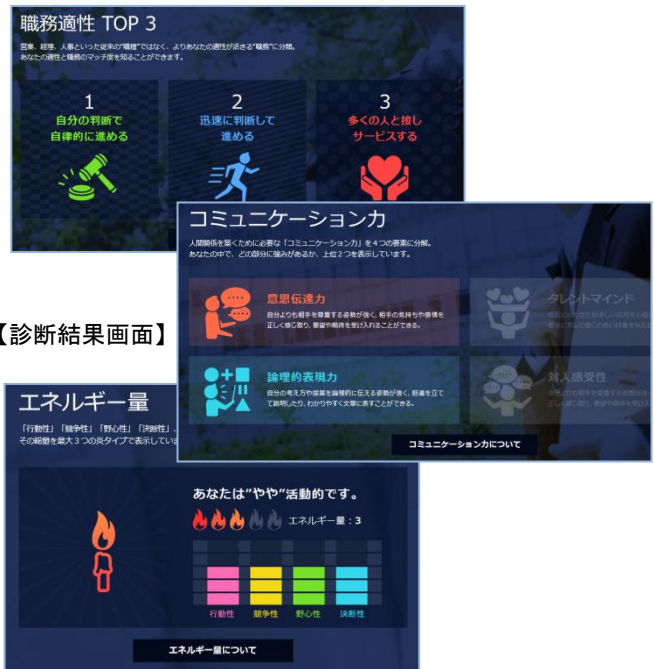 職務適性 TOP 3
営業、経理、人事といった従来の"職種"ではなく、よりあなたの適性が活きる"職務"に分類。
あなたの適性と職務のマッチ度を知ることができます。
1
自分の判断で
自律的に進める
2
迅速に判断して
進める
3
多くの人と接し
サービスする
コミュニケーション力
人間関係を築くために必要な「コミュニケーション力」を4つの要素に分解。
あなたの中で、どの部分に強みがあるか、上位2つを表示しています。
意思伝達力
自分よりも相手を尊重する姿勢が強く、相手の気持ちや感情を
正しく感じ取り、要望や期待を受け入れることができる。
タレントマインド
論理的表現力
自分の考え方や提案を論理的に伝える姿勢が強く、筋道を立て
て説明したり、わかりやすく文章に表すことができる。
対人感受性
コミュニケーション力について
【診断結果画面】
エネルギー量
「行動性」「競争性」「野心性」「決断性」、
その総量を最大3つの炎タイプで表示してい
あなたは"やや"活動的です。
エネルギー量:3
行動性 競争性 野心性 決断性
エネルギー量について